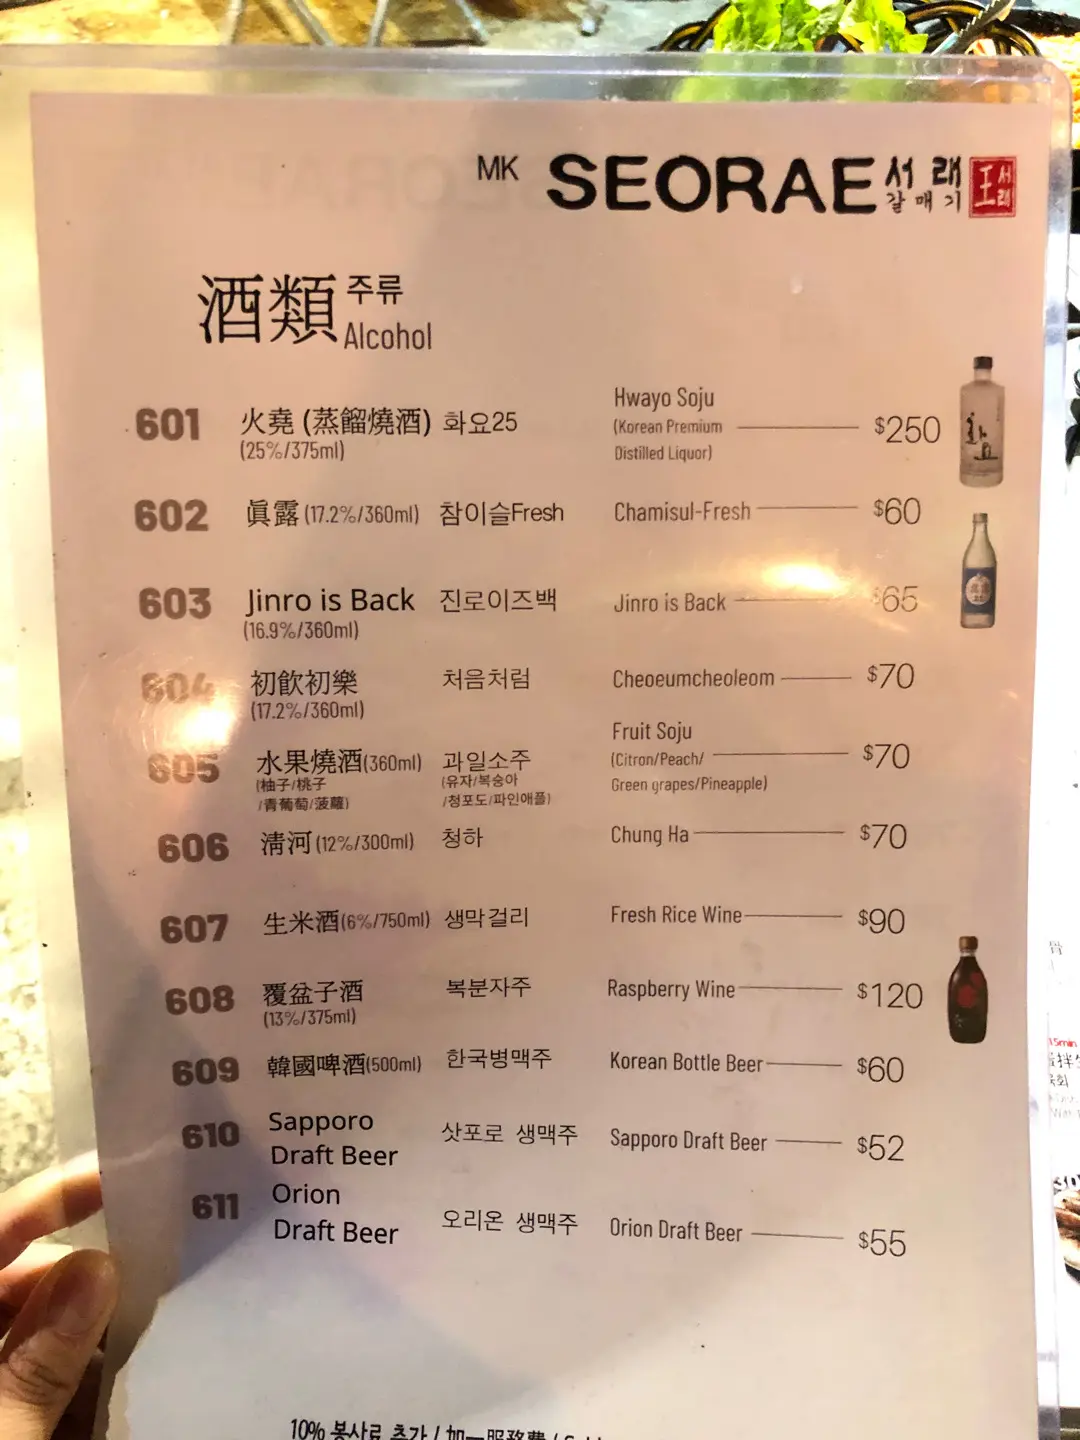 MK SEORAE 서래
갈매기
王 서래
酒類 주류
Alcohol
601 火堯 (蒸餾燒酒) 화요25 Hwayo Soju $250
(25%/375ml) (Korean Premium
Distilled Liquor)
602 眞露 (17.2%/360ml) 참이슬Fresh Chamisul-Fresh $60
603 Jinro is Back 진로이즈백 Jinro is Back $65
(16.9%/360ml)
604 初飮初樂 처음처럼 Cheoeumcheoleom $70
(17.2%/360ml)
605 水果燒酒(360ml) 과일소주 Fruit Soju $70
(柚子/桃子 (유자/복숭아 (Citron/Peach/
/青葡萄/菠蘿) /청포도/파인애플) Green grapes/Pineapple)
606 淸河 (12%/300ml) 청하 Chung Ha $70
607 生米酒(6%/750ml) 생막걸리 Fresh Rice Wine $90
608 覆盆子酒 복분자주 Raspberry Wine $120
(13%/375ml)
609 韓國啤酒(500ml) 한국병맥주 Korean Bottle Beer $60
610 Sapporo 삿포로 생맥주 Sapporo Draft Beer $52
Draft Beer
611 Orion 오리온 생맥주 Orion Draft Beer $55
Draft Beer
10% 봉사료 추가 / 加一服務費 /